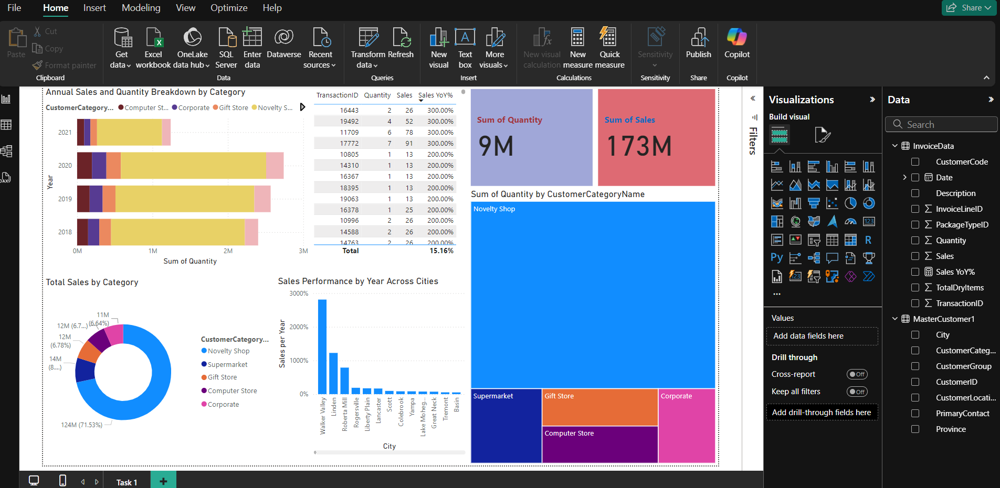 File Home Insert Modeling View Optimize Help
Share
Paste
Cut
Copy
Format painter
Clipboard
Get data
Excel workbook
OneLake data hub
SQL Server
Enter data
Dataverse
Recent sources
Data
Transform data
Refresh
Queries
New visual
Text box
More visuals
Insert
New visual calculation
New measure
Quick measure
Calculations
Sensitivity
Sensitivity
Publish
Share
Copilot
Copilot
Annual Sales and Quantity Breakdown by Category
CustomerCategory... Computer St... Corporate Gift Store Novelty S...
2021
2020
2019
2018
Year
0M 1M 2M 3M
Sum of Quantity
TransactionID Quantity Sales Sales YoY%
16443 2 26 300.00%
19492 4 52 300.00%
11709 6 78 300.00%
17772 7 91 300.00%
10805 1 13 200.00%
14310 1 13 200.00%
16367 1 13 200.00%
18395 1 13 200.00%
19063 1 13 200.00%
16378 1 25 200.00%
10996 2 26 200.00%
14588 2 26 200.00%
14763 2 26 200.00%
Total 15.16%
Sum of Quantity
9M
Sum of Sales
173M
Total Sales by Category
11M
(6.64%)
12M (6.7...)
12M
(6.78%)
14M
(8....)
124M (71.53%)
CustomerCategory...
Novelty Shop
Supermarket
Gift Store
Computer Store
Corporate
Sales Performance by Year Across Cities
Sales per Year
3000%
2000%
1000%
0%
Walker Valley
Linden
Roberta Mill
Rogersville
Liberty Plain
Lancaster
Scott
Colebrook
Yampa
Lake Moheg...
Great Neck
Tremont
Basin
City
Sum of Quantity by CustomerCategoryName
Novelty Shop
Supermarket
Gift Store
Computer Store
Corporate
Filters
Visualizations
Build visual
123
R
Py
123
...
Values
Add data fields here
Drill through
Cross-report Off
Keep all filters Off
Add drill-through fields here
Data
Search
InvoiceData
CustomerCode
Date
Description
InvoiceLineID
PackageTypeID
Quantity
Sales
Sales YoY%
TotalDryItems
TransactionID
MasterCustomer1
City
CustomerCateg...
CustomerGroup
CustomerID
CustomerLocati...
PrimaryContact
Province
DAX
Task 1